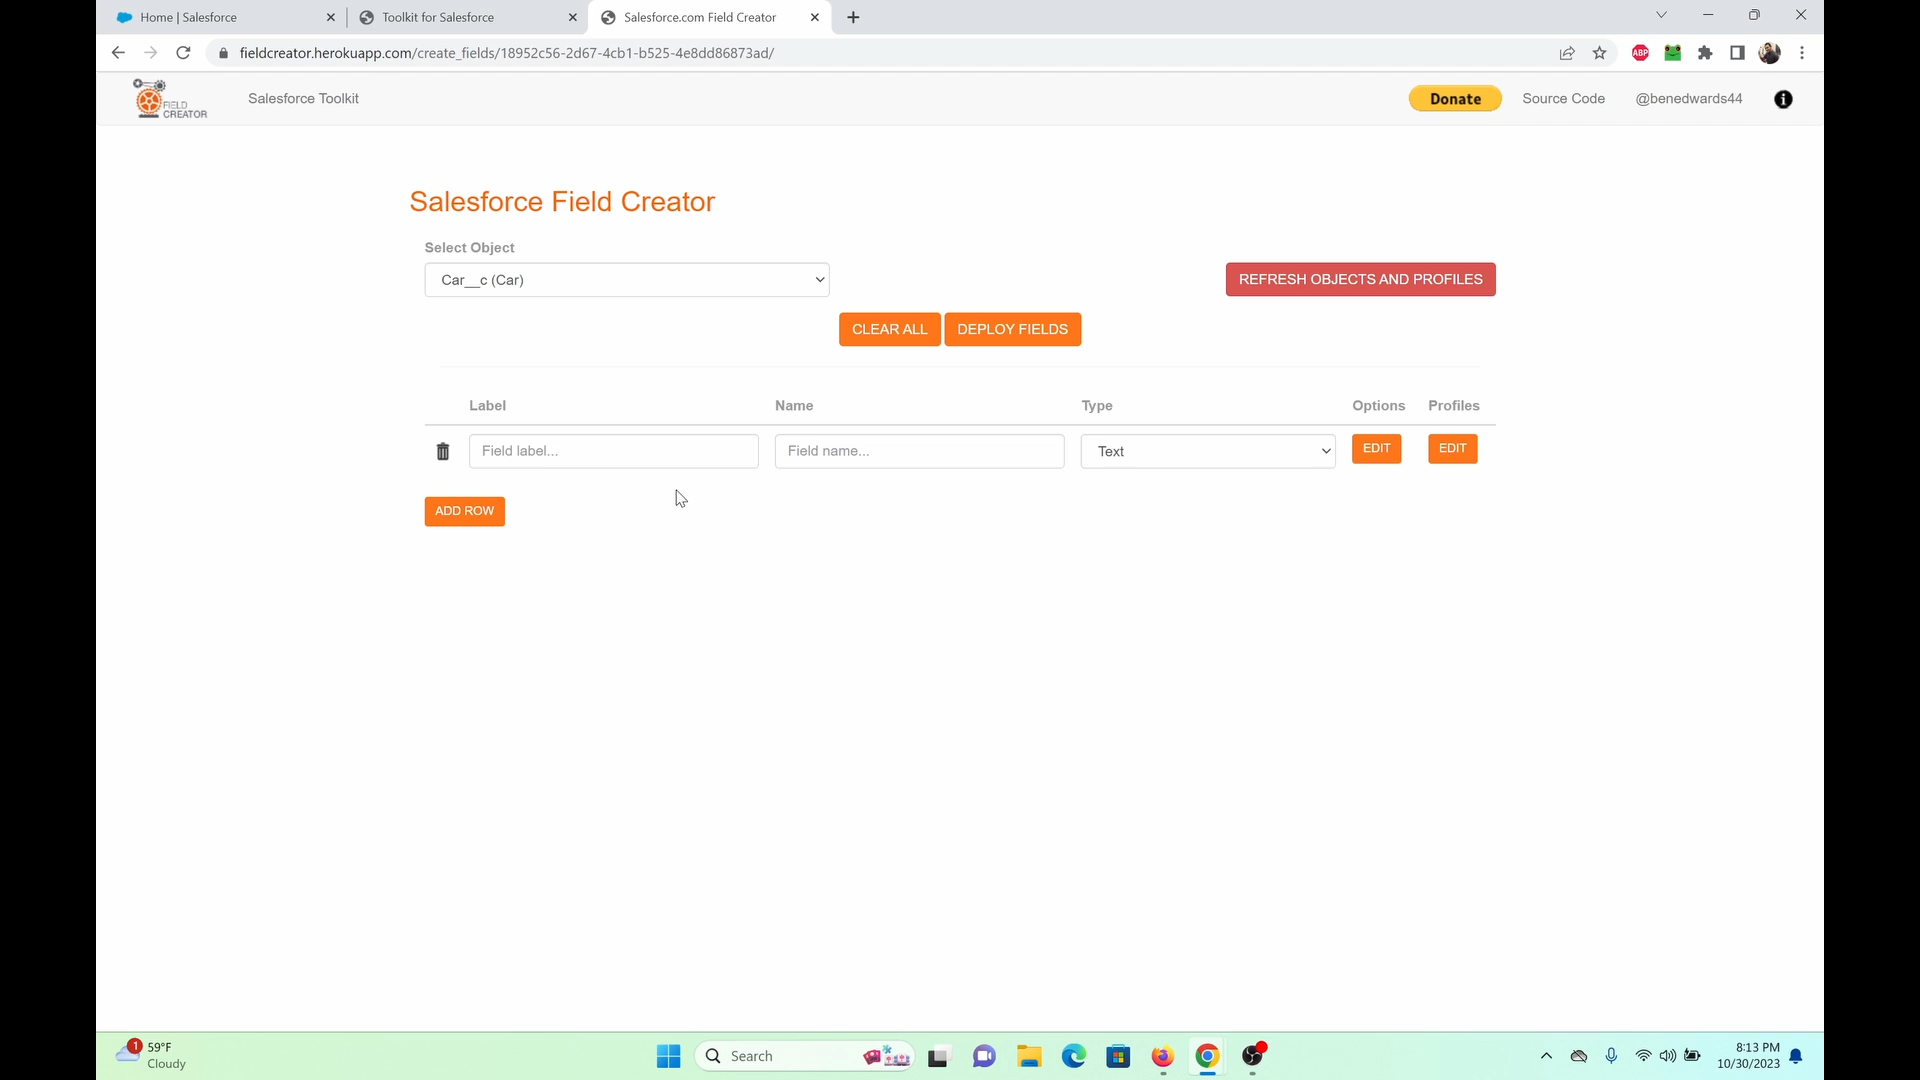 Home | Salesforce
Toolkit for Salesforce
Salesforce.com Field Creator
fieldcreator.herokuapp.com/create_fields/18952c56-2d67-4cb1-b525-4e8dd86873ad/
ABP
FIELD CREATOR
Salesforce Toolkit
Donate
Source Code
@benedwards44
Salesforce Field Creator
Select Object
Car__c (Car)
REFRESH OBJECTS AND PROFILES
CLEAR ALL
DEPLOY FIELDS
Label Name Type Options Profiles
Field label... Field name... Text EDIT EDIT
ADD ROW
1
59°F
Cloudy
Search
8:13 PM
10/30/2023